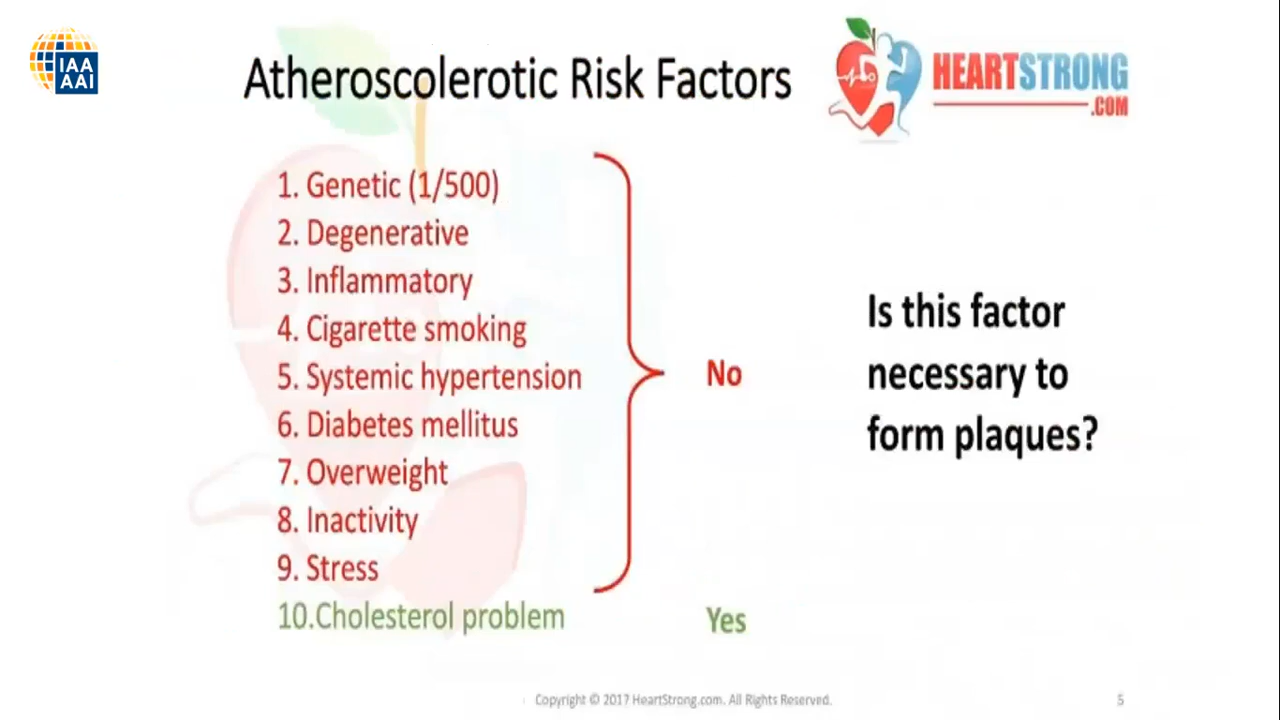 IAA
AAI
Atheroscolerotic Risk Factors
HEARTSTRONG
.COM
1. Genetic (1/500)
2. Degenerative
3. Inflammatory
4. Cigarette smoking
5. Systemic hypertension
6. Diabetes mellitus
7. Overweight
8. Inactivity
9. Stress
10.Cholesterol problem
No
Yes
Is this factor
necessary to
form plaques?
Copyright © 2017 HeartStrong.com. All Rights Reserved.
5